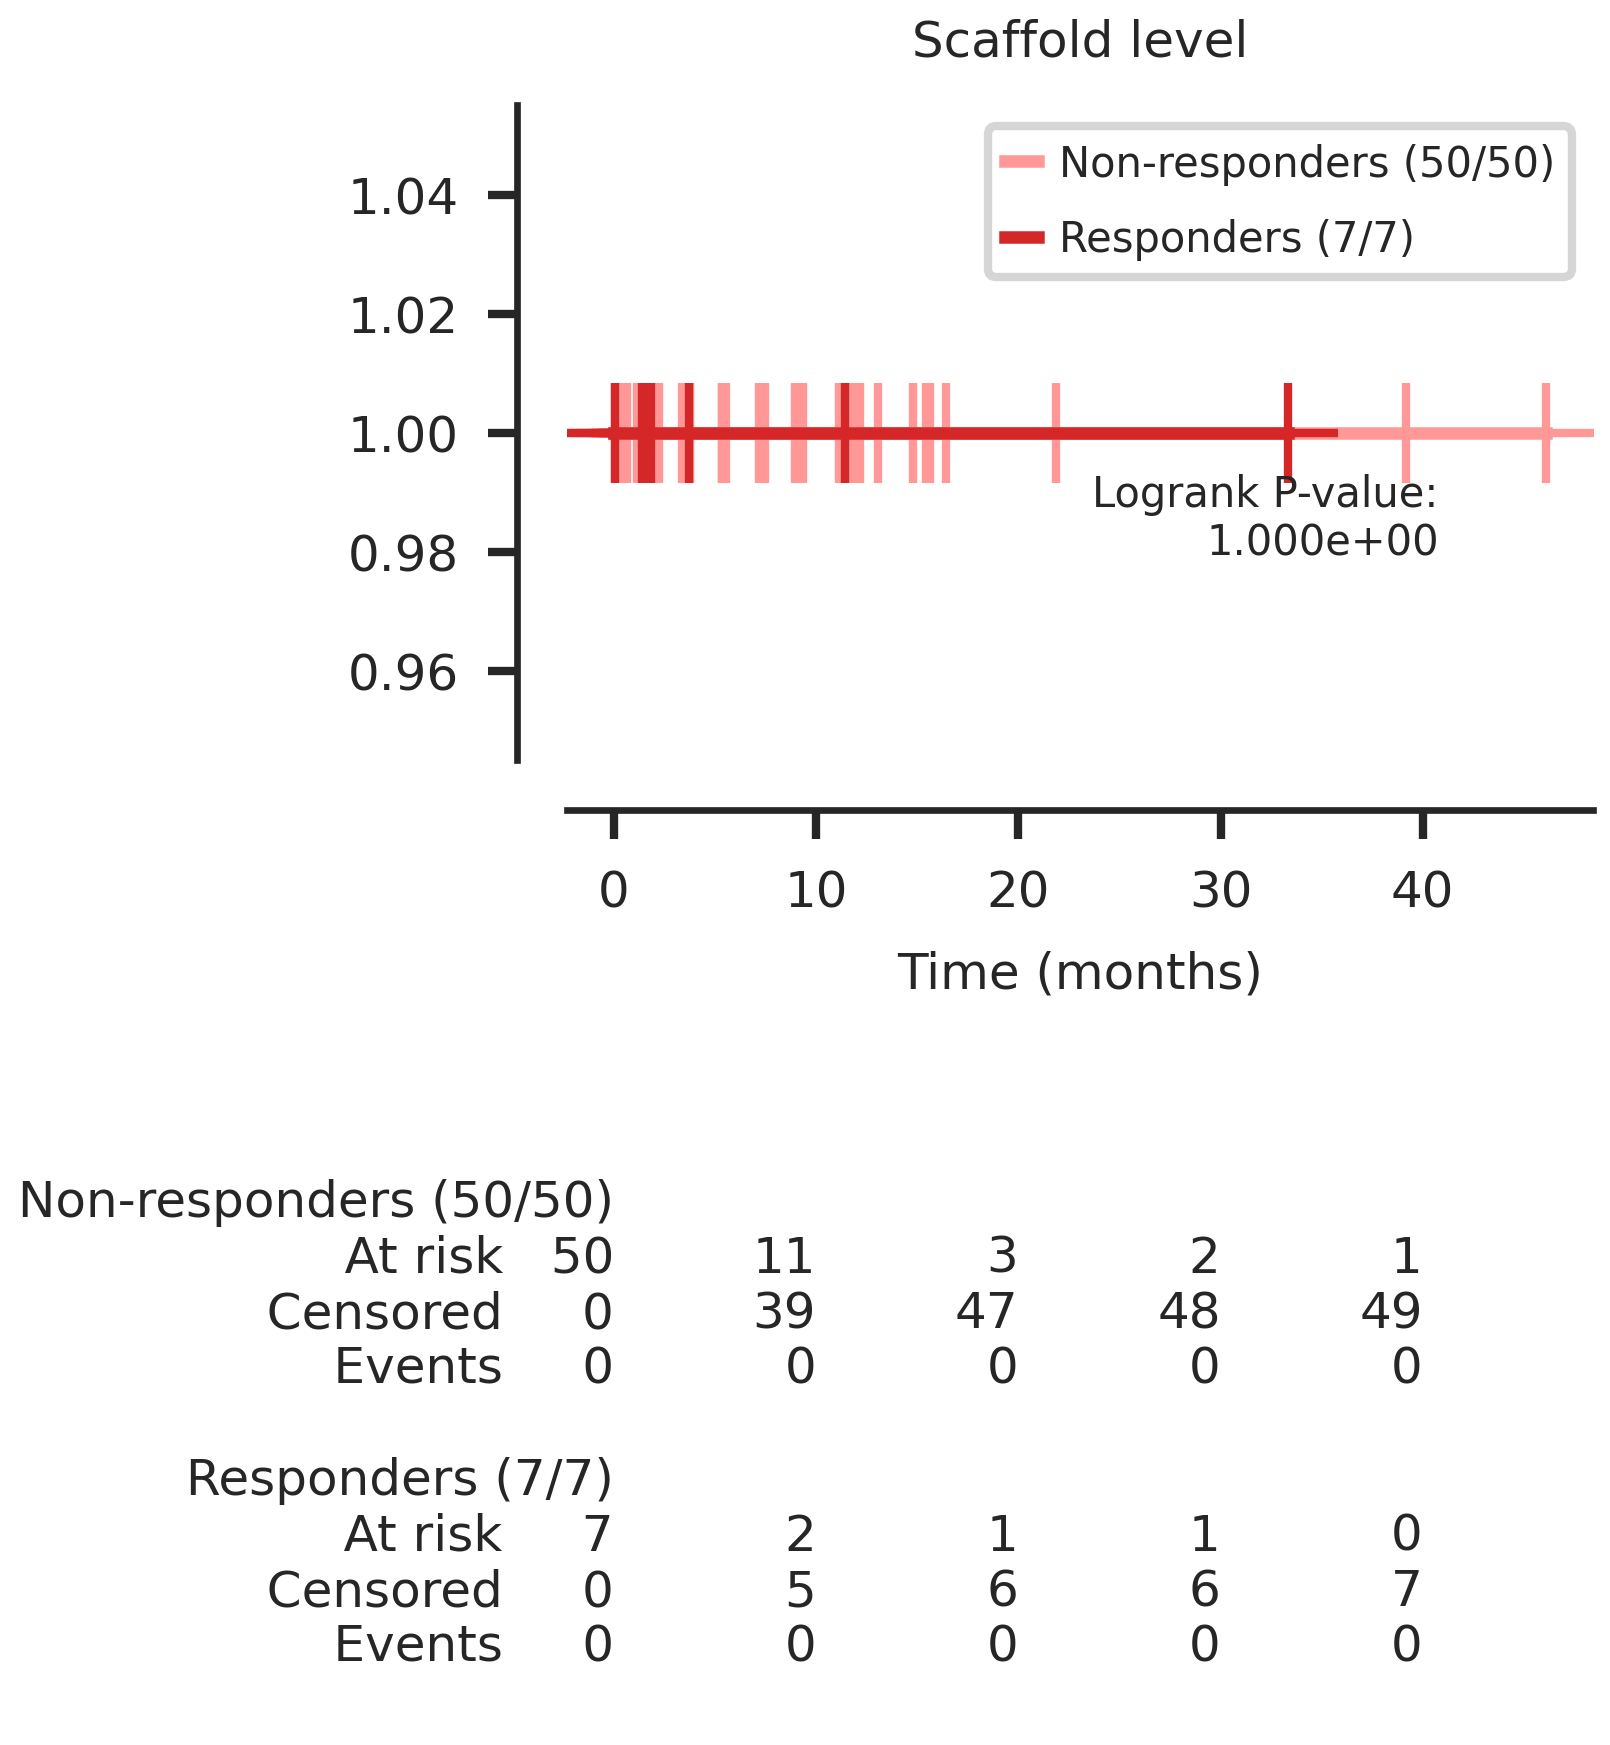 Scaffold level
Non-responders (50/50)
Responders (7/7)
1.04
1.02
1.00
0.98
0.96
Logrank P-value:
1.000e+00
0 10 20 30 40
Time (months)
Non-responders (50/50)
At risk 50 11 3 2 1
Censored 0 39 47 48 49
Events 0 0 0 0 0
Responders (7/7)
At risk 7 2 1 1 0
Censored 0 5 6 6 7
Events 0 0 0 0 0